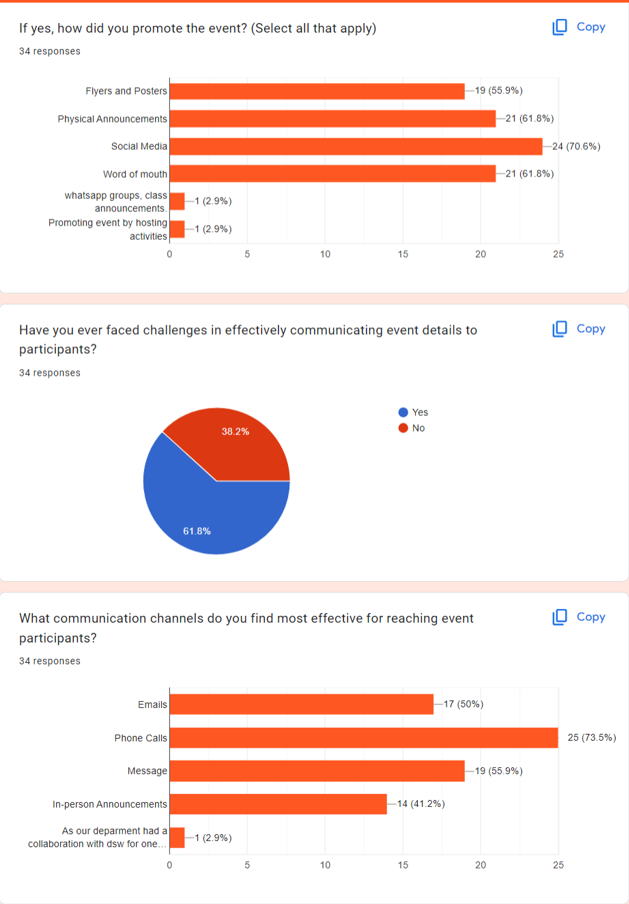 If yes, how did you promote the event? (Select all that apply)
Copy
34 responses
Flyers and Posters
19 (55.9%)
Physical Announcements
21 (61.8%)
Social Media
24 (70.6%)
Word of mouth
21 (61.8%)
whatsapp groups, class
announcements.
1 (2.9%)
Promoting event by hosting
activities
1 (2.9%)
0 5 10 15 20 25
Have you ever faced challenges in effectively communicating event details to
participants?
Copy
34 responses
Yes
No
38.2%
61.8%
What communication channels do you find most effective for reaching event
participants?
Copy
34 responses
Emails
17 (50%)
Phone Calls
25 (73.5%)
Message
19 (55.9%)
In-person Announcements
14 (41.2%)
As our deparment had a
collaboration with dsw for one…
1 (2.9%)
0 5 10 15 20 25